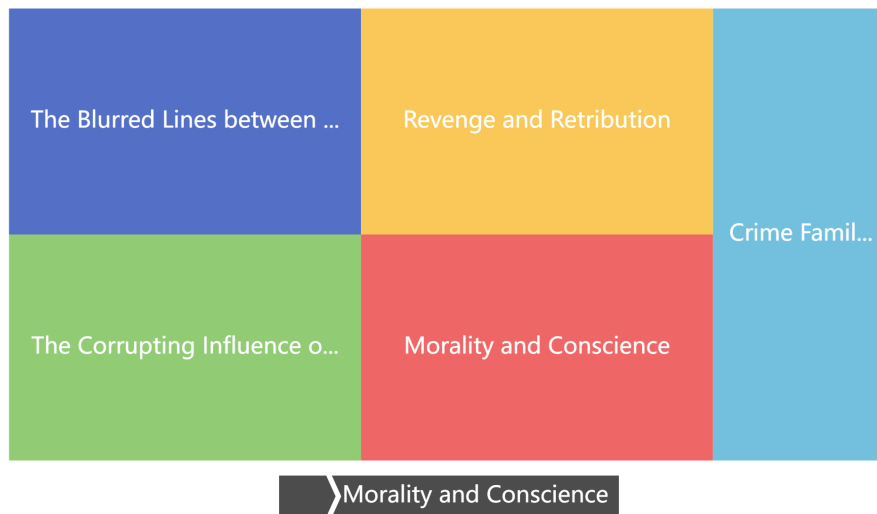 The Blurred Lines between ...
Revenge and Retribution
Crime Famil...
The Corrupting Influence o...
Morality and Conscience
Morality and Conscience